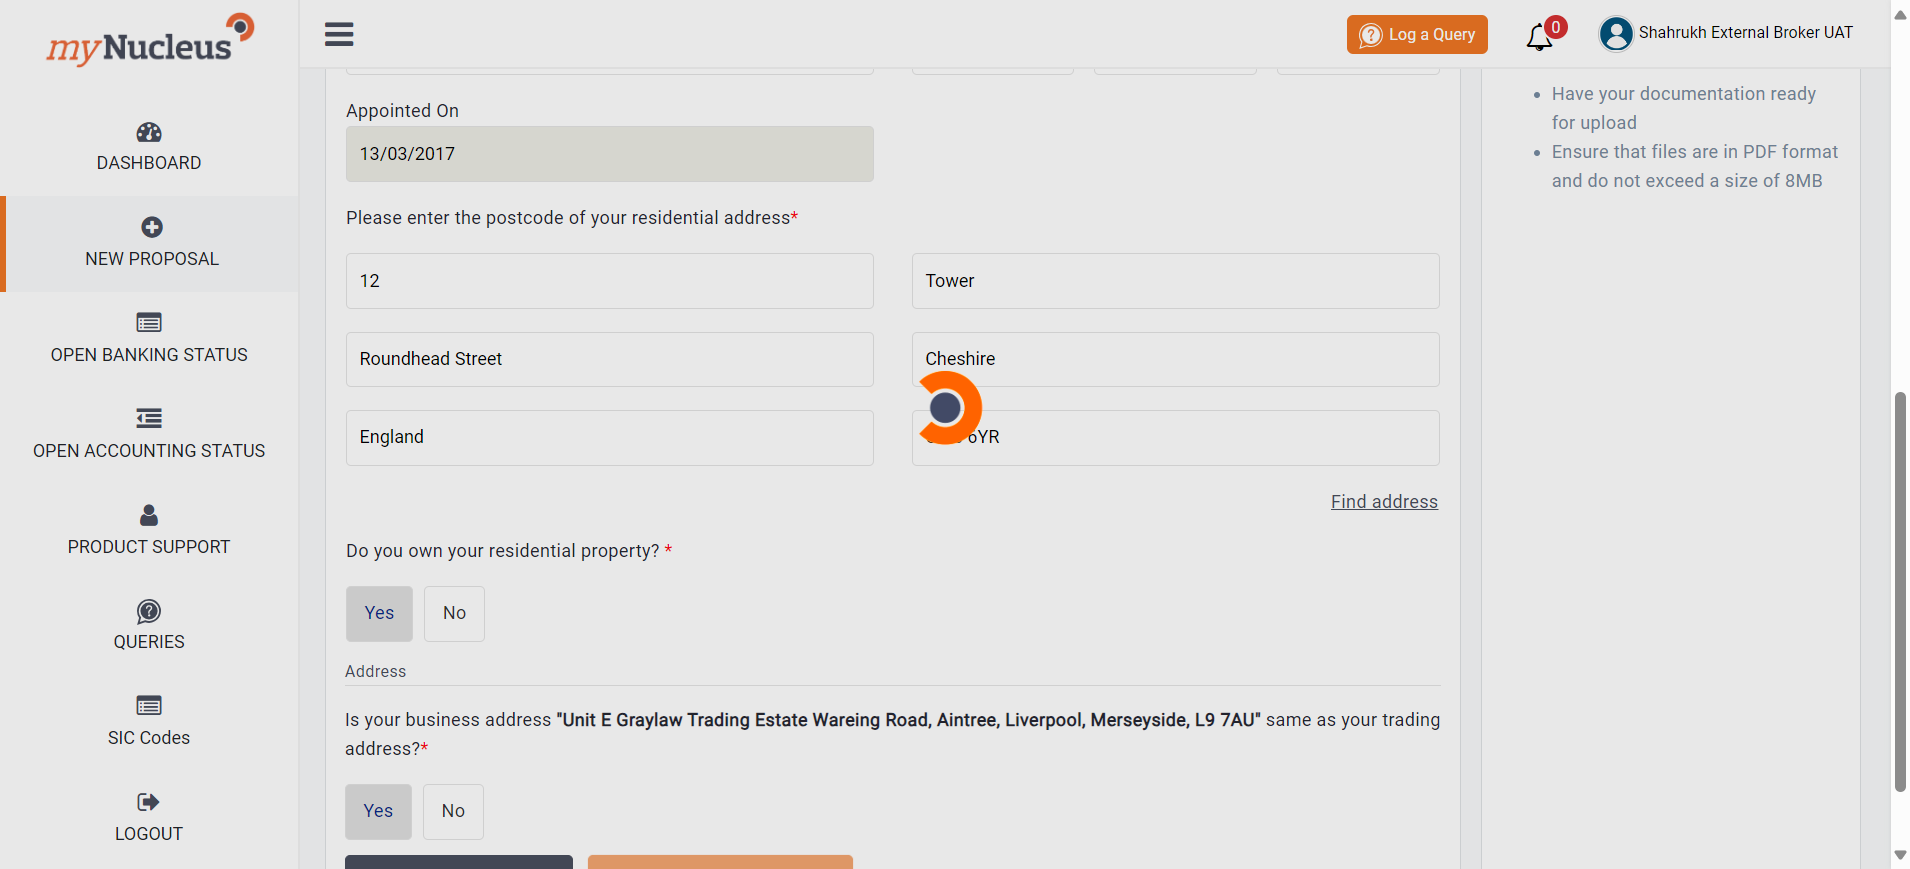 myNucleus
Log a Query
0
Shahrukh External Broker UAT
DASHBOARD
NEW PROPOSAL
OPEN BANKING STATUS
OPEN ACCOUNTING STATUS
PRODUCT SUPPORT
QUERIES
SIC Codes
LOGOUT
Appointed On
13/03/2017
Please enter the postcode of your residential address*
12
Tower
Roundhead Street
Cheshire
England
6YR
Find address
Do you own your residential property? *
Yes
No
Address
Is your business address "Unit E Graylaw Trading Estate Wareing Road, Aintree, Liverpool, Merseyside, L9 7AU" same as your trading
address?*
Yes
No
• Have your documentation ready
for upload
• Ensure that files are in PDF format
and do not exceed a size of 8MB